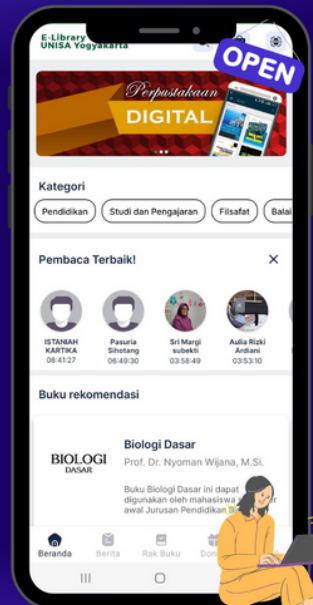 E-Library
UNISA Yogyakarta
OPEN
Perpustakaan
DIGITAL
Kategori
Pendidikan
Studi dan Pengajaran
Filsafat
Balai
Pembaca Terbaik!
ISTANIAH KARTIKA
08:41:27
Pasuria Sihotang
06:49:30
Sri Margi subekti
03:58:49
Aulia Rizki Ardiani
03:53:10
Buku rekomendasi
BIOLOGI
DASAR
Biologi Dasar
Prof. Dr. Nyoman Wijana, M.Si.
Buku Biologi Dasar ini dapat
digunakan oleh mahasiswa
awal Jurusan Pendidikan
Beranda
Berita
Rak Buku